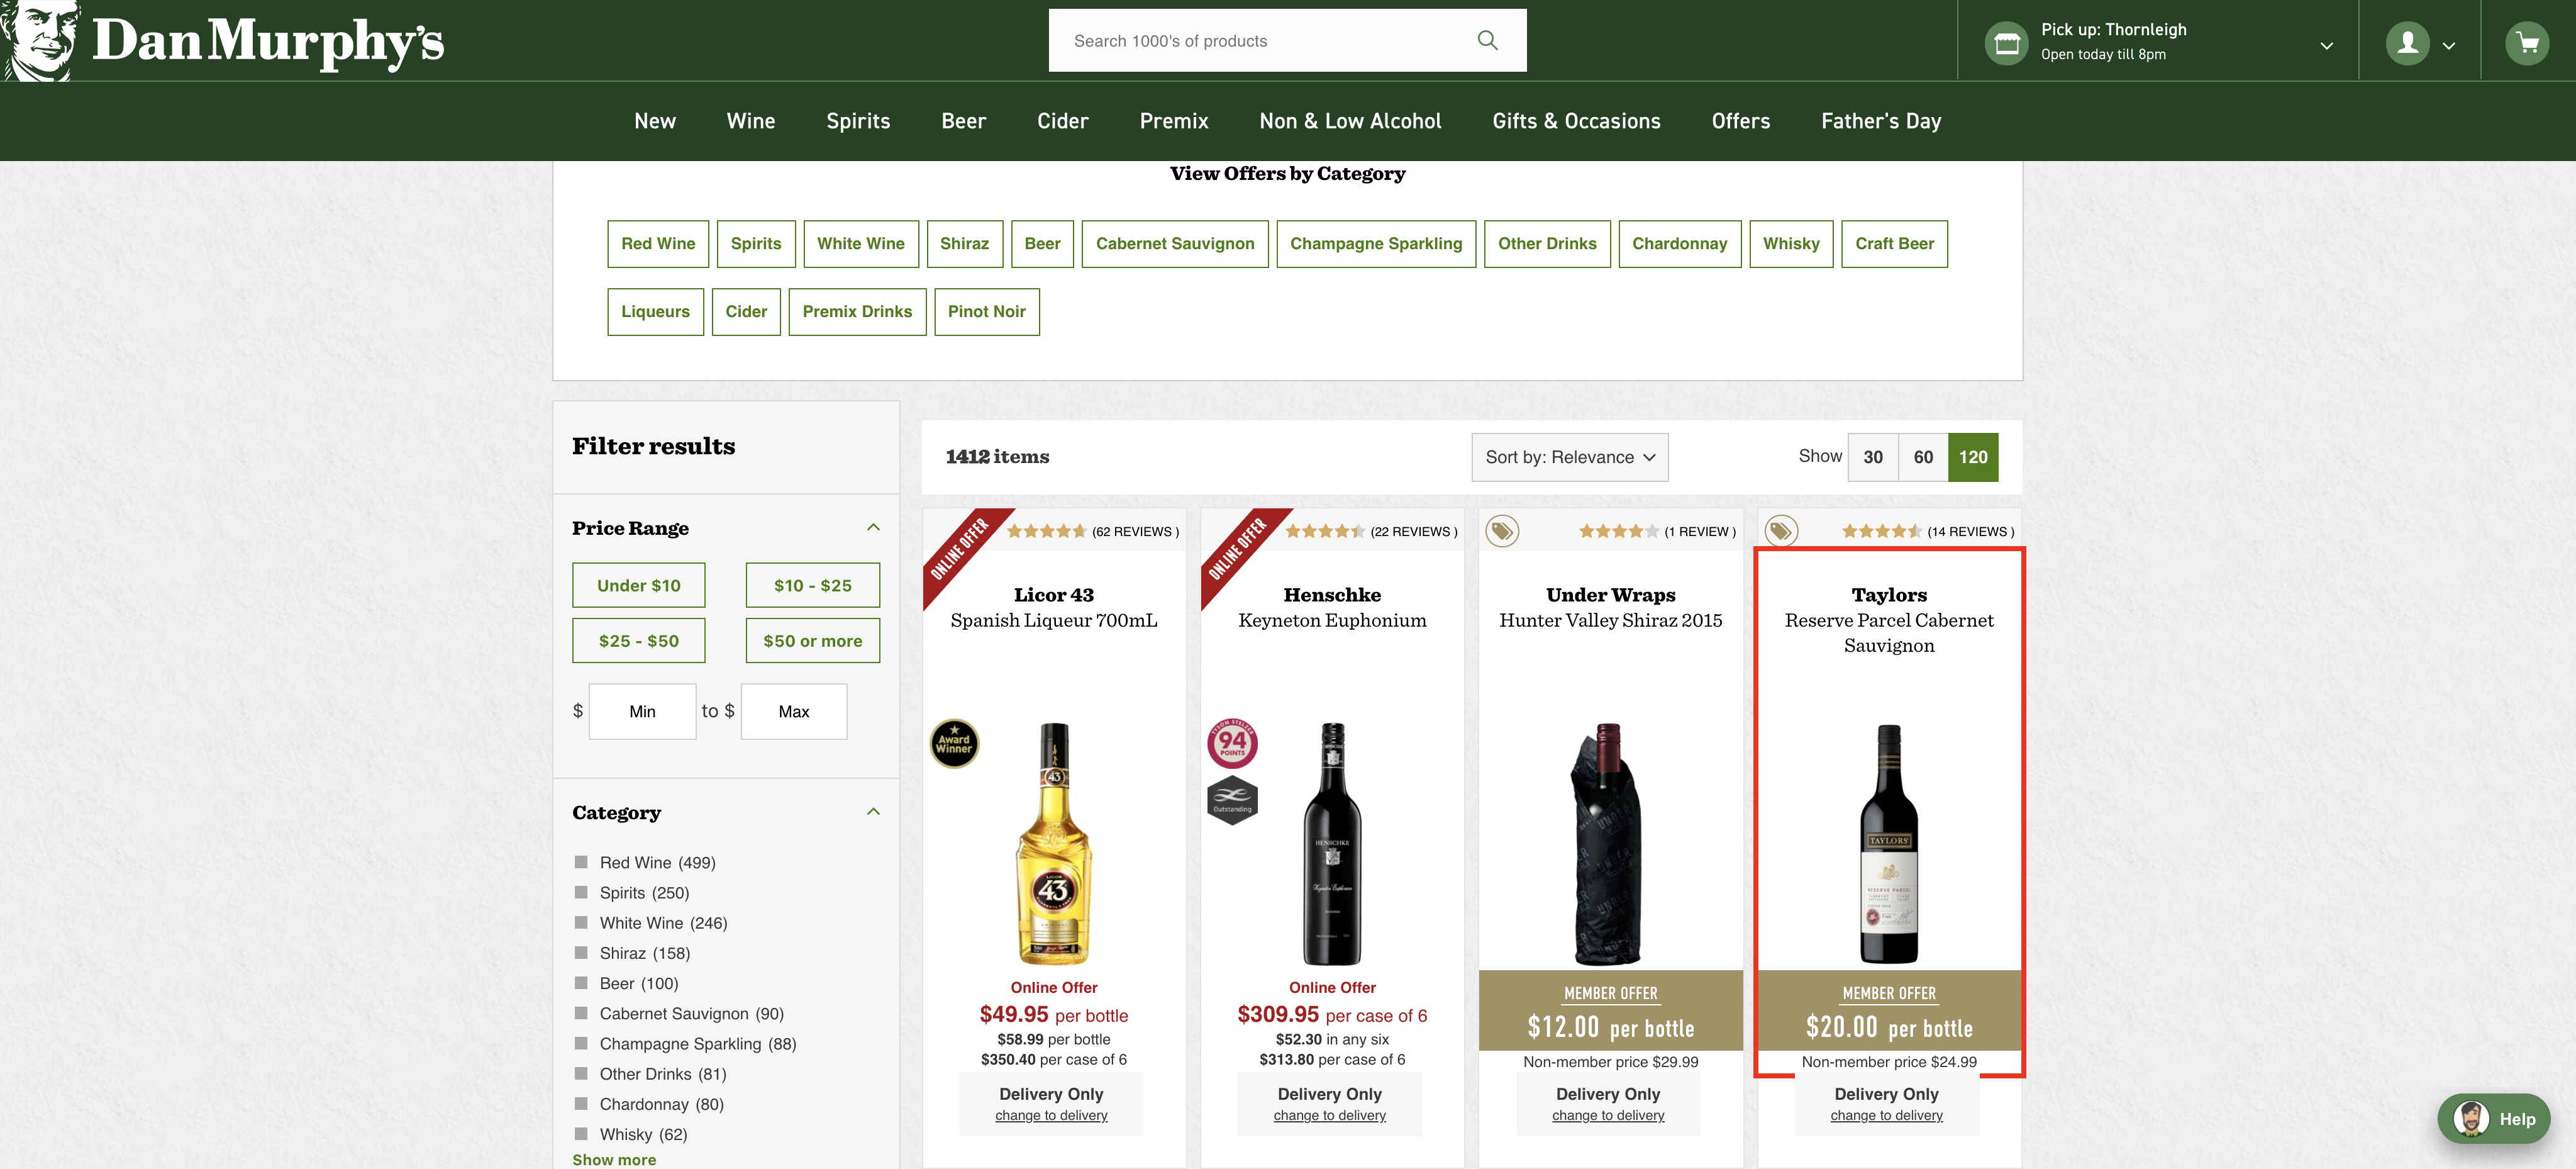 Dan Murphy's
Search 1000's of products
Pick up: Thornleigh
Open today till 8pm
New Wine Spirits Beer Cider Premix Non & Low Alcohol Gifts & Occasions Offers Father's Day
View Offers by Category
Red Wine Spirits White Wine Shiraz Beer Cabernet Sauvignon Champagne Sparkling Other Drinks Chardonnay Whisky Craft Beer
Liqueurs Cider Premix Drinks Pinot Noir
Filter results
Price Range
Under $10 $10 - $25
$25 - $50 $50 or more
$ Min to $ Max
Category
Red Wine (499)
Spirits (250)
White Wine (246)
Shiraz (158)
Beer (100)
Cabernet Sauvignon (90)
Champagne Sparkling (88)
Other Drinks (81)
Chardonnay (80)
Whisky (62)
Show more
1412 items
Sort by: Relevance
Show 30 60 120
ONLINE OFFER
(62 REVIEWS )
Licor 43
Spanish Liqueur 700mL
Award
Winner
43
LICOR
43
Online Offer
$49.95 per bottle
$58.99 per bottle
$350.40 per case of 6
Delivery Only
change to delivery
ONLINE OFFER
(22 REVIEWS )
Henschke
Keyneton Euphonium
94
POINTS
Outstanding
HENSCHKE
Keyneton Euphonium
Online Offer
$309.95 per case of 6
$52.30 in any six
$313.80 per case of 6
Delivery Only
change to delivery
(1 REVIEW )
Under Wraps
Hunter Valley Shiraz 2015
MEMBER OFFER
$12.00 per bottle
Non-member price $29.99
Delivery Only
change to delivery
(14 REVIEWS )
Taylors
Reserve Parcel Cabernet
Sauvignon
TAYLORS
RESERVE PARCEL
MEMBER OFFER
$20.00 per bottle
Non-member price $24.99
Delivery Only
change to delivery
Help